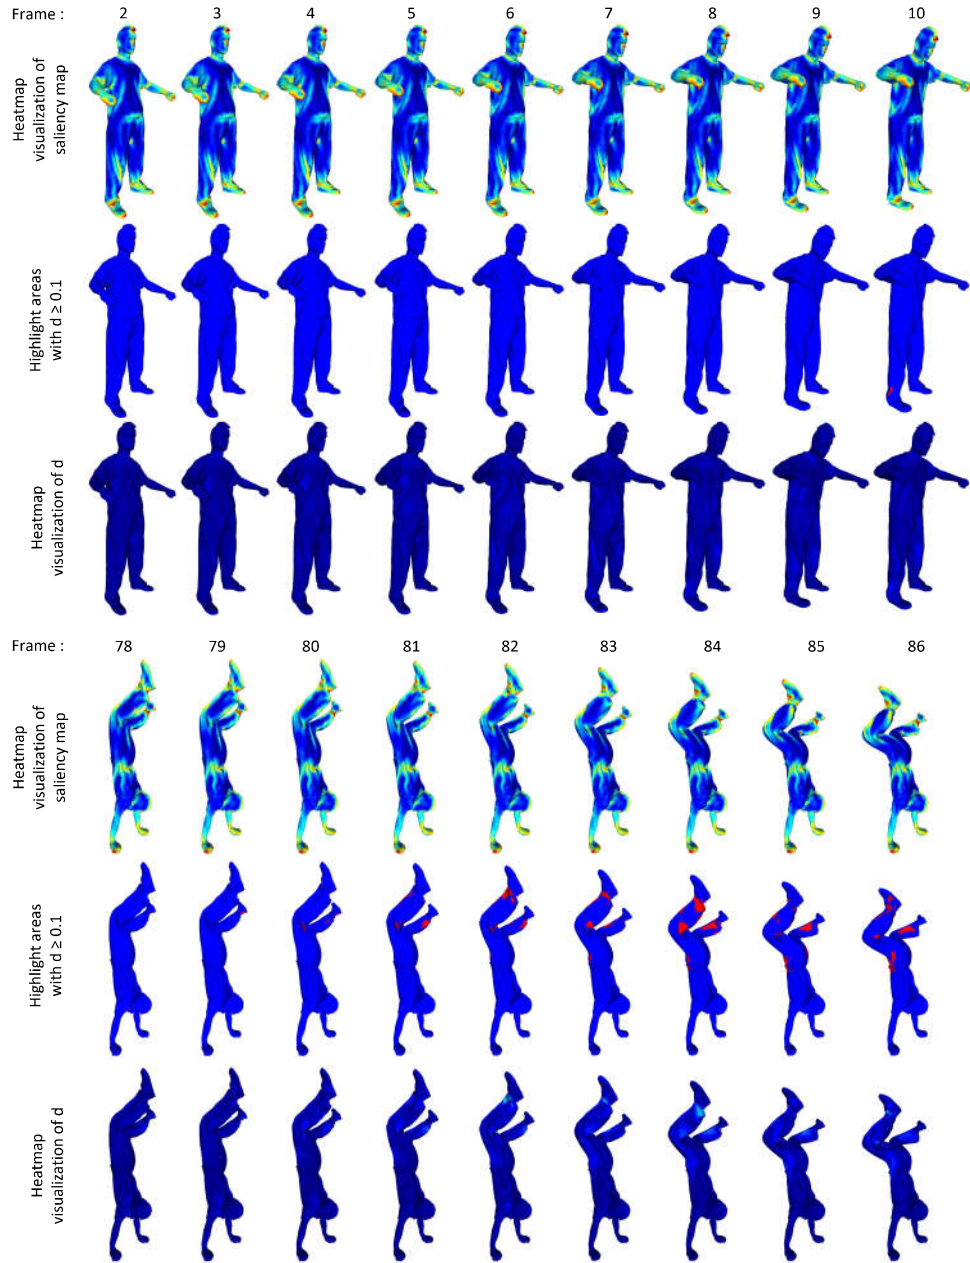 Frame :
2 3 4 5 6 7 8 9 10
Heatmap
visualization of
saliency map
Highlight areas
with d ≥ 0.1
Heatmap
visualization of d
Frame :
78 79 80 81 82 83 84 85 86
Heatmap
visualization of
saliency map
Highlight areas
with d ≥ 0.1
Heatmap
visualization of d